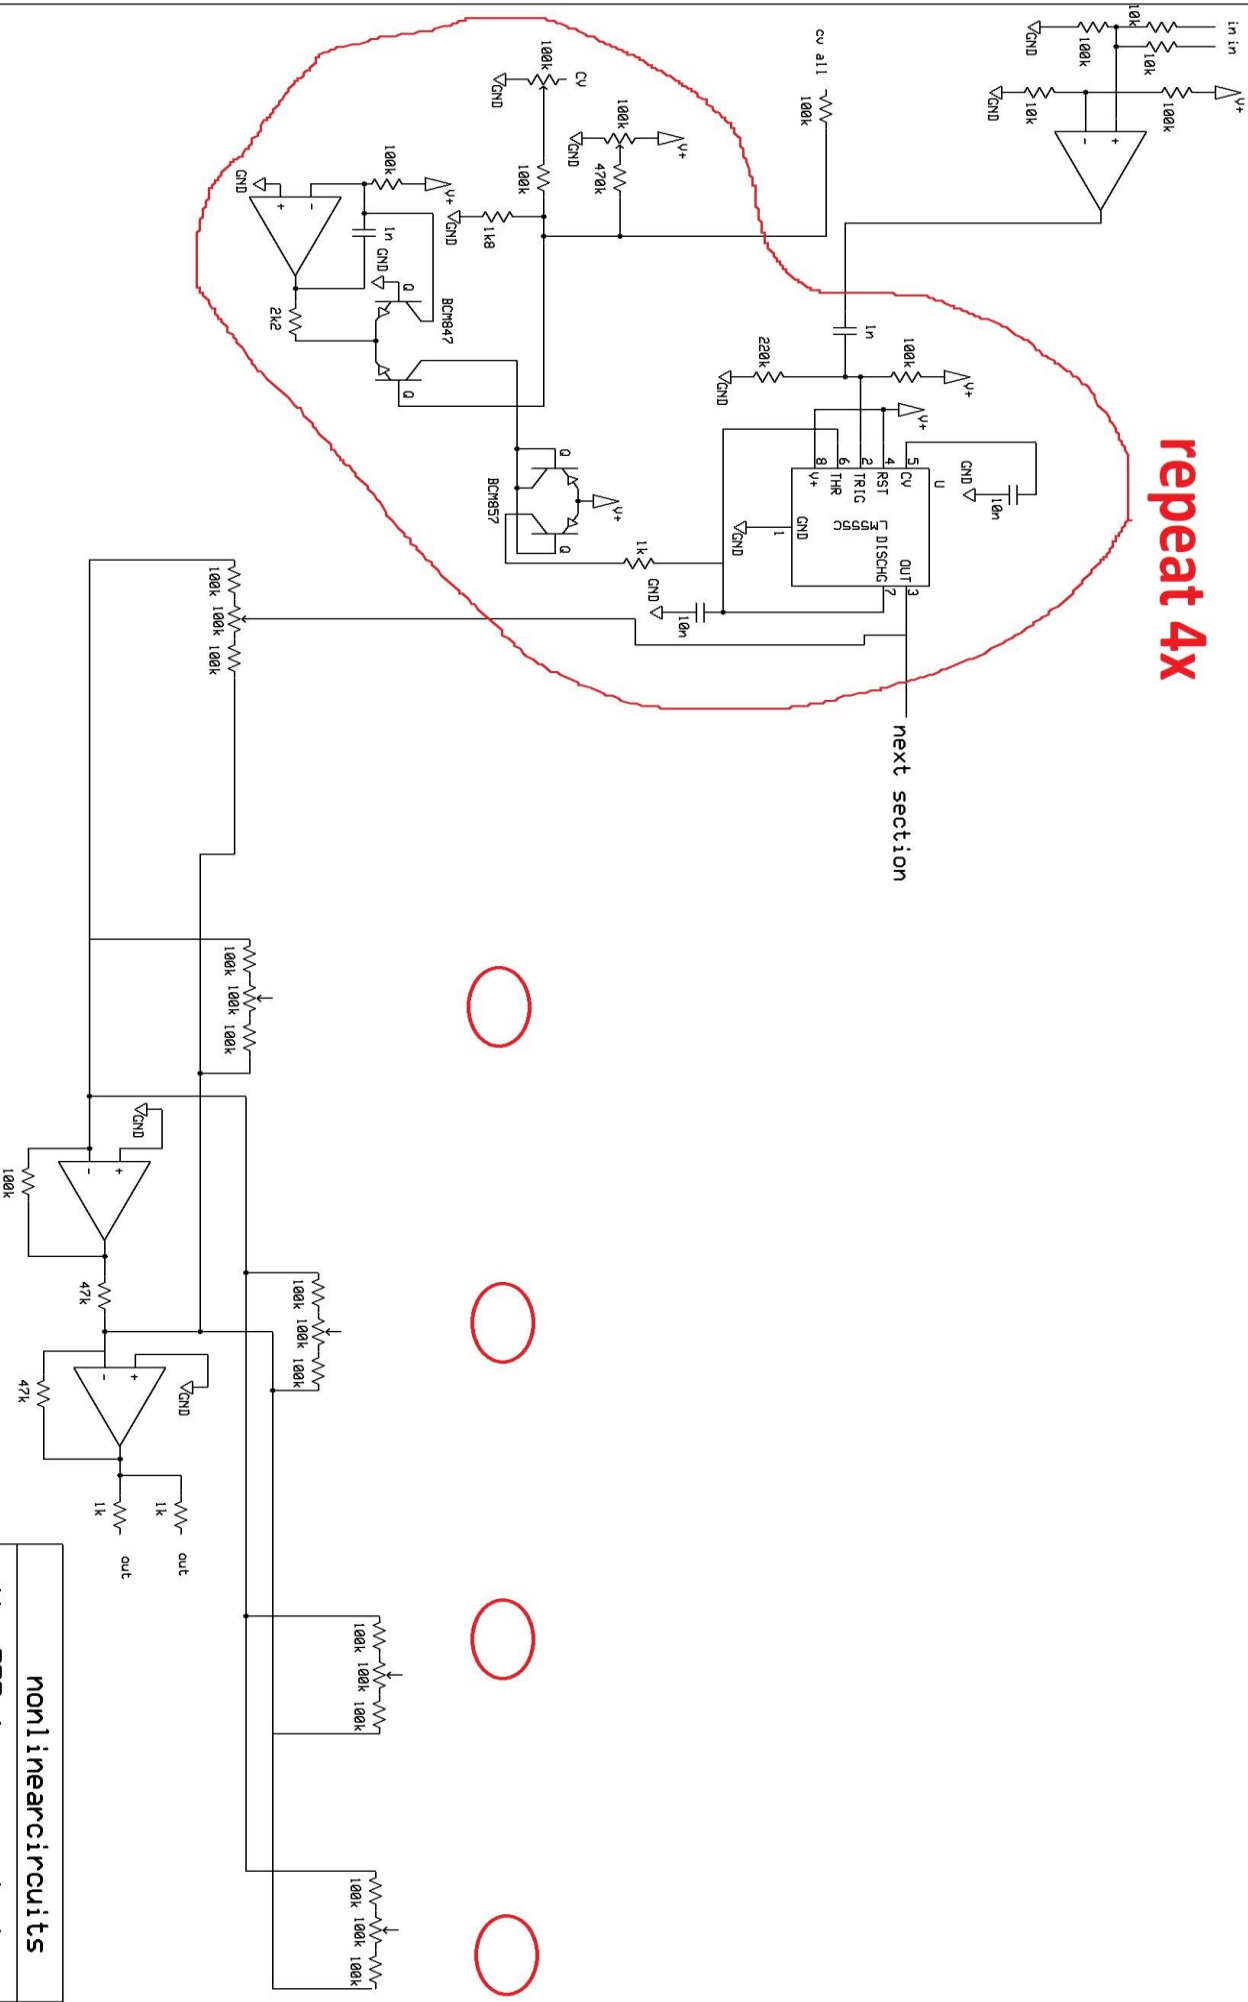 repeat 4x
in in
10k
10k
100k
GND
V+
100k
10k
GND
+
-
cv all
100k
CV
100k
GND
100k
V+
100k
GND
470k
1k8
GND
V+
100k
1n
GND
+
-
2k2
GND
Q
BCM847
Q
1n
V+
100k
220k
GND
V+
GND
10n
U
5 CV
4 RST
2 TRIG
6 THR
8 V+
LM555C
OUT 3
DISCHG 7
GND
1
GND
Q
V+
Q
BCM857
1k
GND
10n
next section
100k 100k 100k
100k 100k 100k
100k 100k 100k
100k 100k 100k
100k 100k 100k
GND
+
-
100k
47k
GND
+
-
47k
1k
out
1k
out
nonlinearcircuits